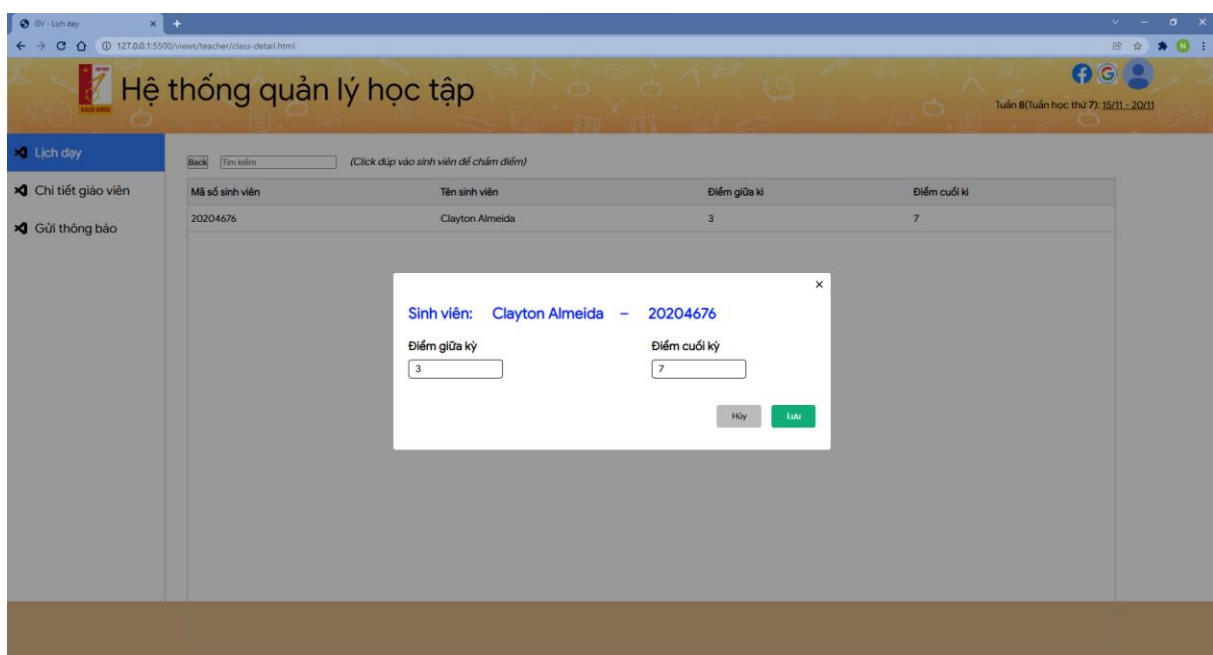 GV - Lịch dạy
127.0.0.1:5500/views/teacher/class-detail.html
N
BÁCH KHOA
Hệ thống quản lý học tập
Tuần 8(Tuần học thứ 7): 15/11 - 20/11
Lịch dạy
Chi tiết giáo viên
Gửi thông báo
Back Tìm kiếm (Click đúp vào sinh viên để chấm điểm)
Mã số sinh viên Tên sinh viên Điểm giữa kì Điểm cuối kì
20204676 Clayton Almeida 3 7
Sinh viên: Clayton Almeida – 20204676
Điểm giữa kỳ Điểm cuối kỳ
3 7
Hủy Lưu